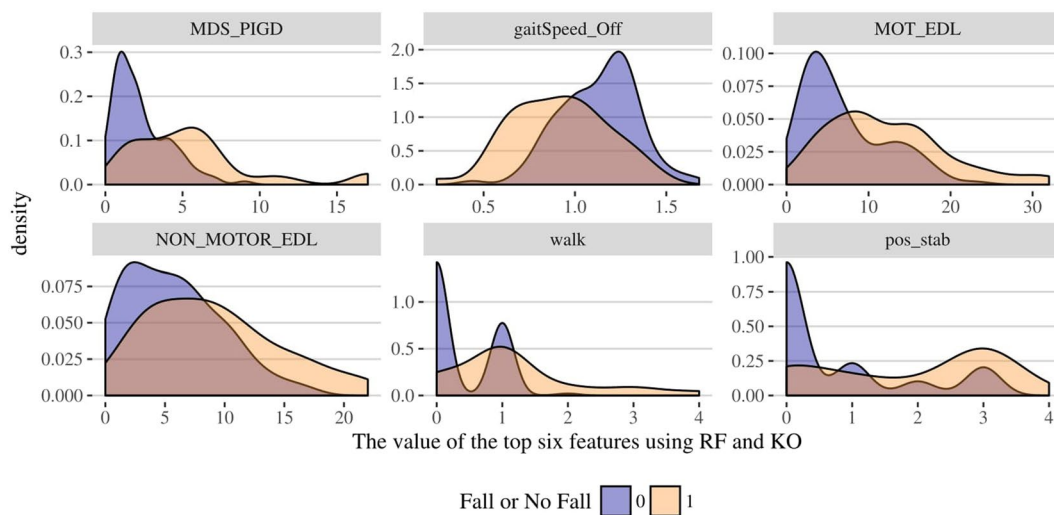 MDS_PIGD
gaitSpeed_Off
MOT_EDL
0.3
0.2
0.1
0.0
0 5 10 15
2.0
1.5
1.0
0.5
0.0
0.5 1.0 1.5
0.100
0.075
0.050
0.025
0.000
0 10 20 30
density
NON_MOTOR_EDL
walk
pos_stab
0.075
0.050
0.025
0.000
0 5 10 15 20
1.0
0.5
0.0
0 1 2 3 4
1.00
0.75
0.50
0.25
0.00
0 1 2 3 4
The value of the top six features using RF and KO
Fall or No Fall 0 1